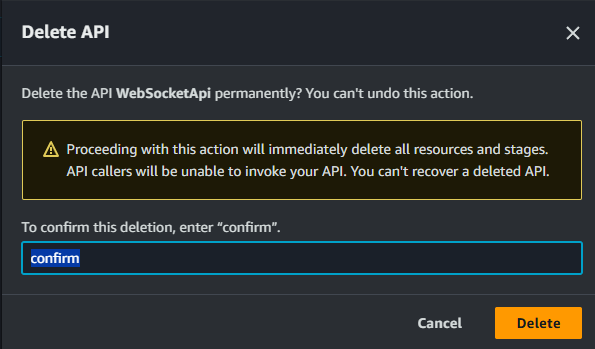 Delete API
Delete the API WebSocketApi permanently? You can't undo this action.
Proceeding with this action will immediately delete all resources and stages.
API callers will be unable to invoke your API. You can't recover a deleted API.
To confirm this deletion, enter “confirm”.
confirm
Cancel
Delete